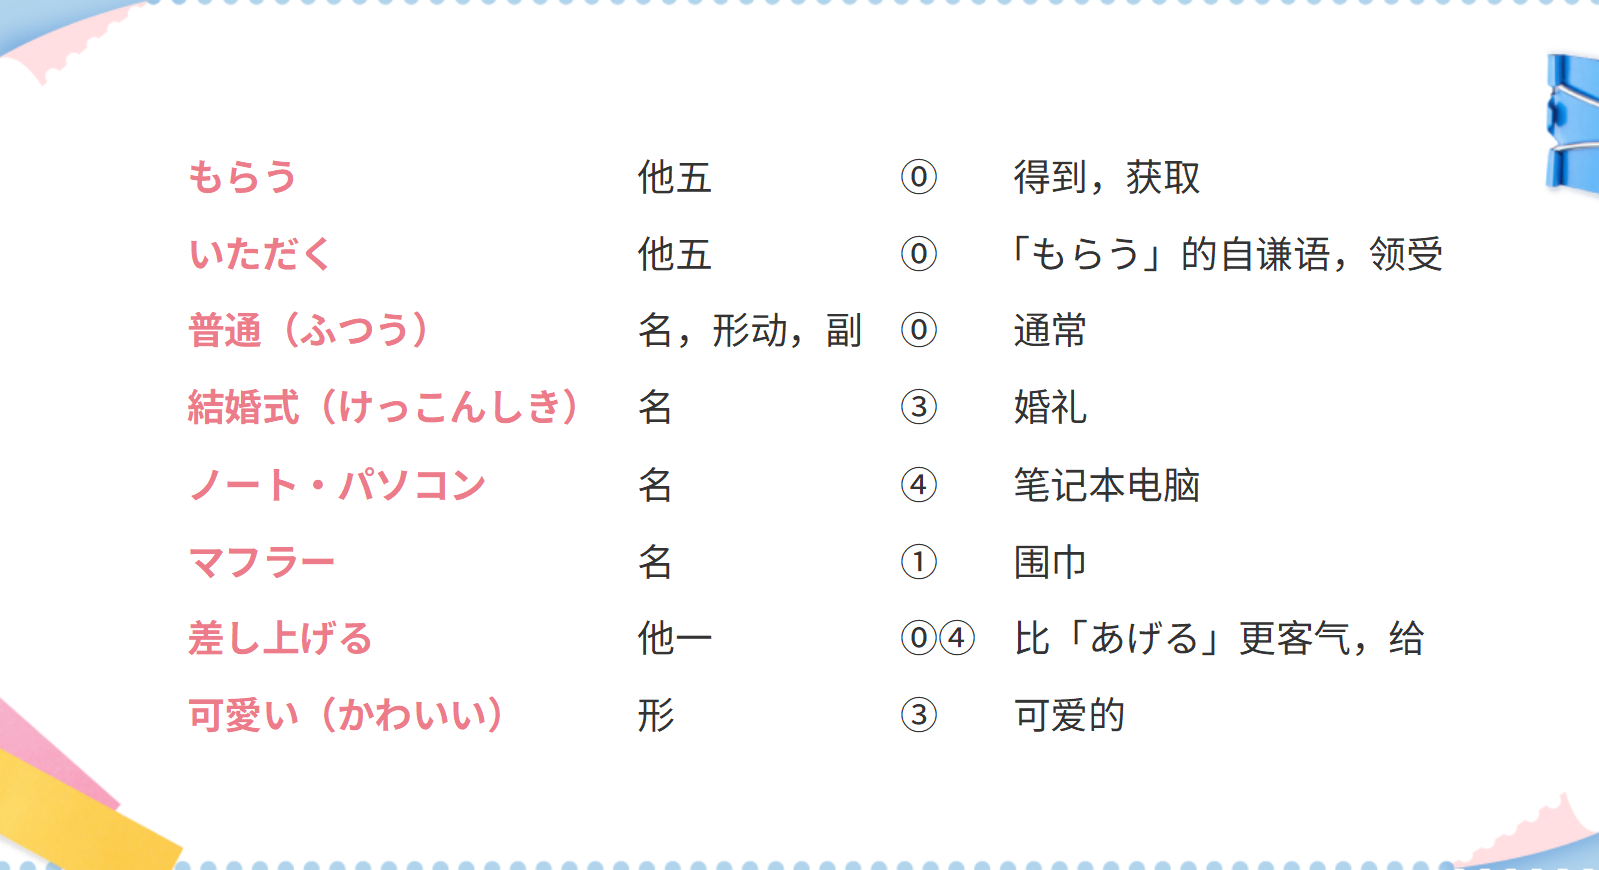 もらう 他五 ⓪ 得到，获取
いただく 他五 ⓪ 「もらう」的自谦语，领受
普通（ふつう） 名，形动，副 ⓪ 通常
結婚式（けっこんしき） 名 ③ 婚礼
ノート・パソコン 名 ④ 笔记本电脑
マフラー 名 ① 围巾
差し上げる 他一 ⓪④ 比「あげる」更客气，给
可愛い（かわいい） 形 ③ 可爱的